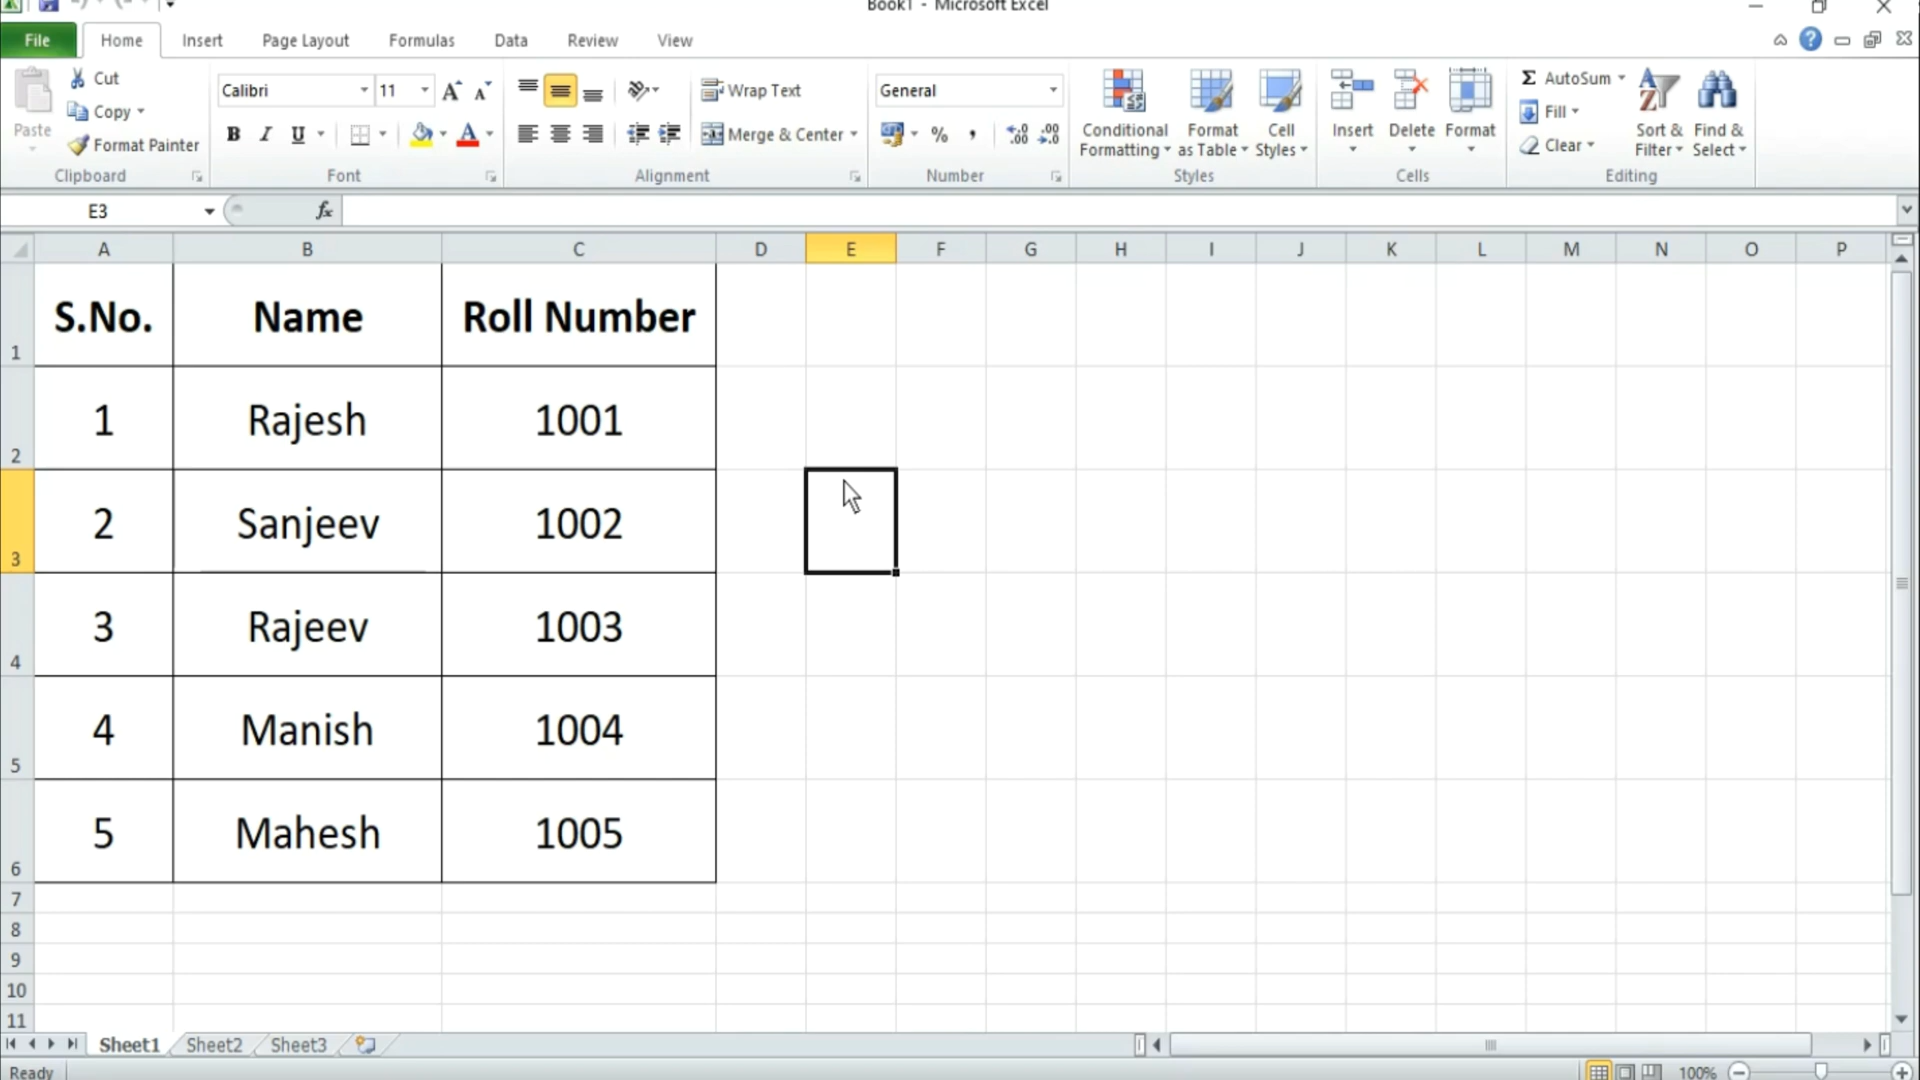 Book1 - Microsoft Excel
File Home Insert Page Layout Formulas Data Review View
Paste
Cut
Copy
Format Painter
Clipboard
Calibri 11
B I U A
Font
Wrap Text
Merge & Center
Alignment
General
% ,
Number
Conditional Formatting
Format as Table
Cell Styles
Styles
Insert Delete Format
Cells
Σ AutoSum
Fill
Clear
Sort & Filter
Find & Select
Editing
E3 fx
A B C D E F G H I J K L M N O P
1 S.No. Name Roll Number
2 1 Rajesh 1001
3 2 Sanjeev 1002
4 3 Rajeev 1003
5 4 Manish 1004
6 5 Mahesh 1005
7
8
9
10
11
Sheet1 Sheet2 Sheet3
Ready 100%